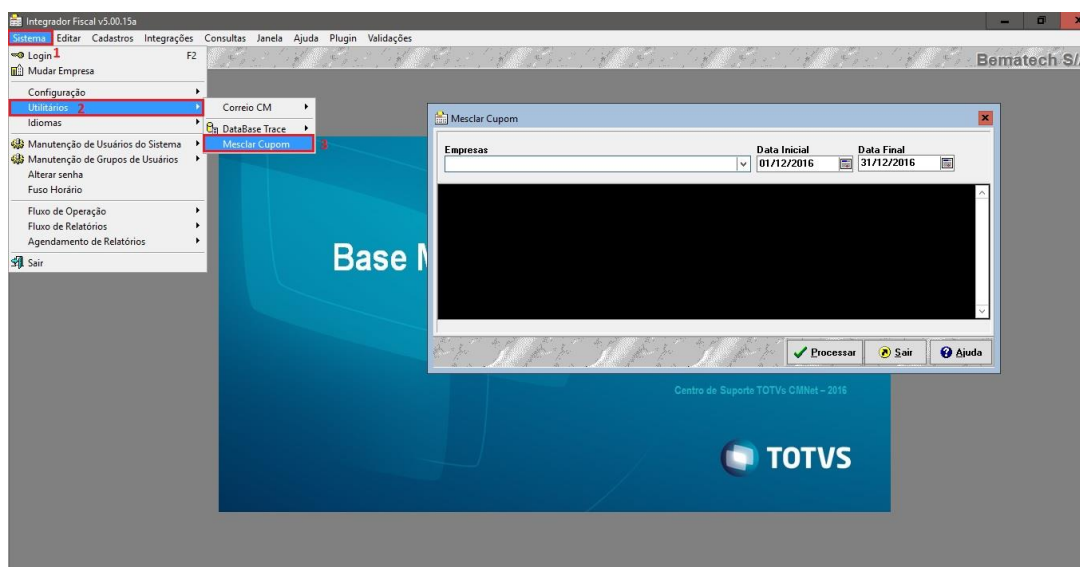 Integrador Fiscal v5.00.15a
Sistema Editar Cadastros Integrações Consultas Janela Ajuda Plugin Validações
Login 1 F2
Mudar Empresa
Bematech S/
Configuração
Utilitários 2
Idiomas
Manutenção de Usuários do Sistema
Manutenção de Grupos de Usuários
Alterar senha
Fuso Horário
Fluxo de Operação
Fluxo de Relatórios
Agendamento de Relatórios
Sair
Correio CM
DataBase Trace
Mesclar Cupom 3
Mesclar Cupom
Empresas Data Inicial Data Final
01/12/2016 31/12/2016
Processar Sair Ajuda
Base
Centro de Suporte TOTVs CMNet – 2016
TOTVS